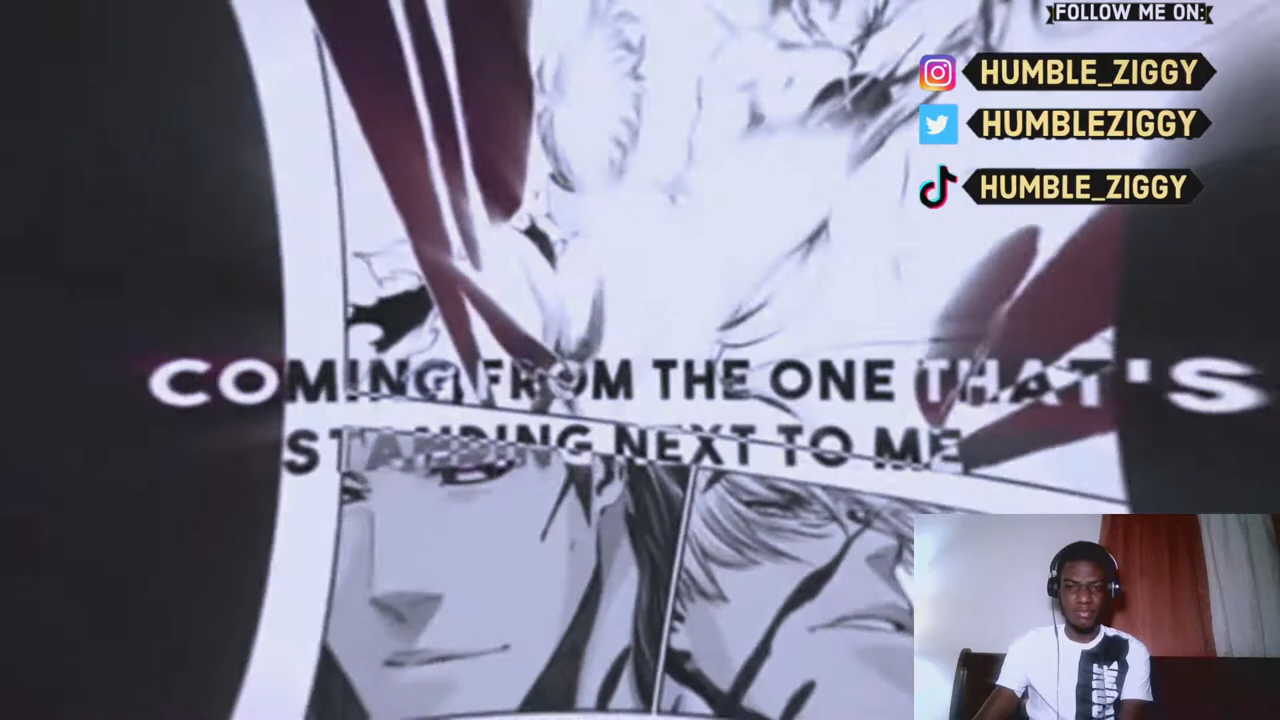 FOLLOW ME ON:
HUMBLE_ZIGGY
HUMBLEZIGGY
HUMBLE_ZIGGY
COMING FROM THE ONE THAT'S
STANDING NEXT TO ME